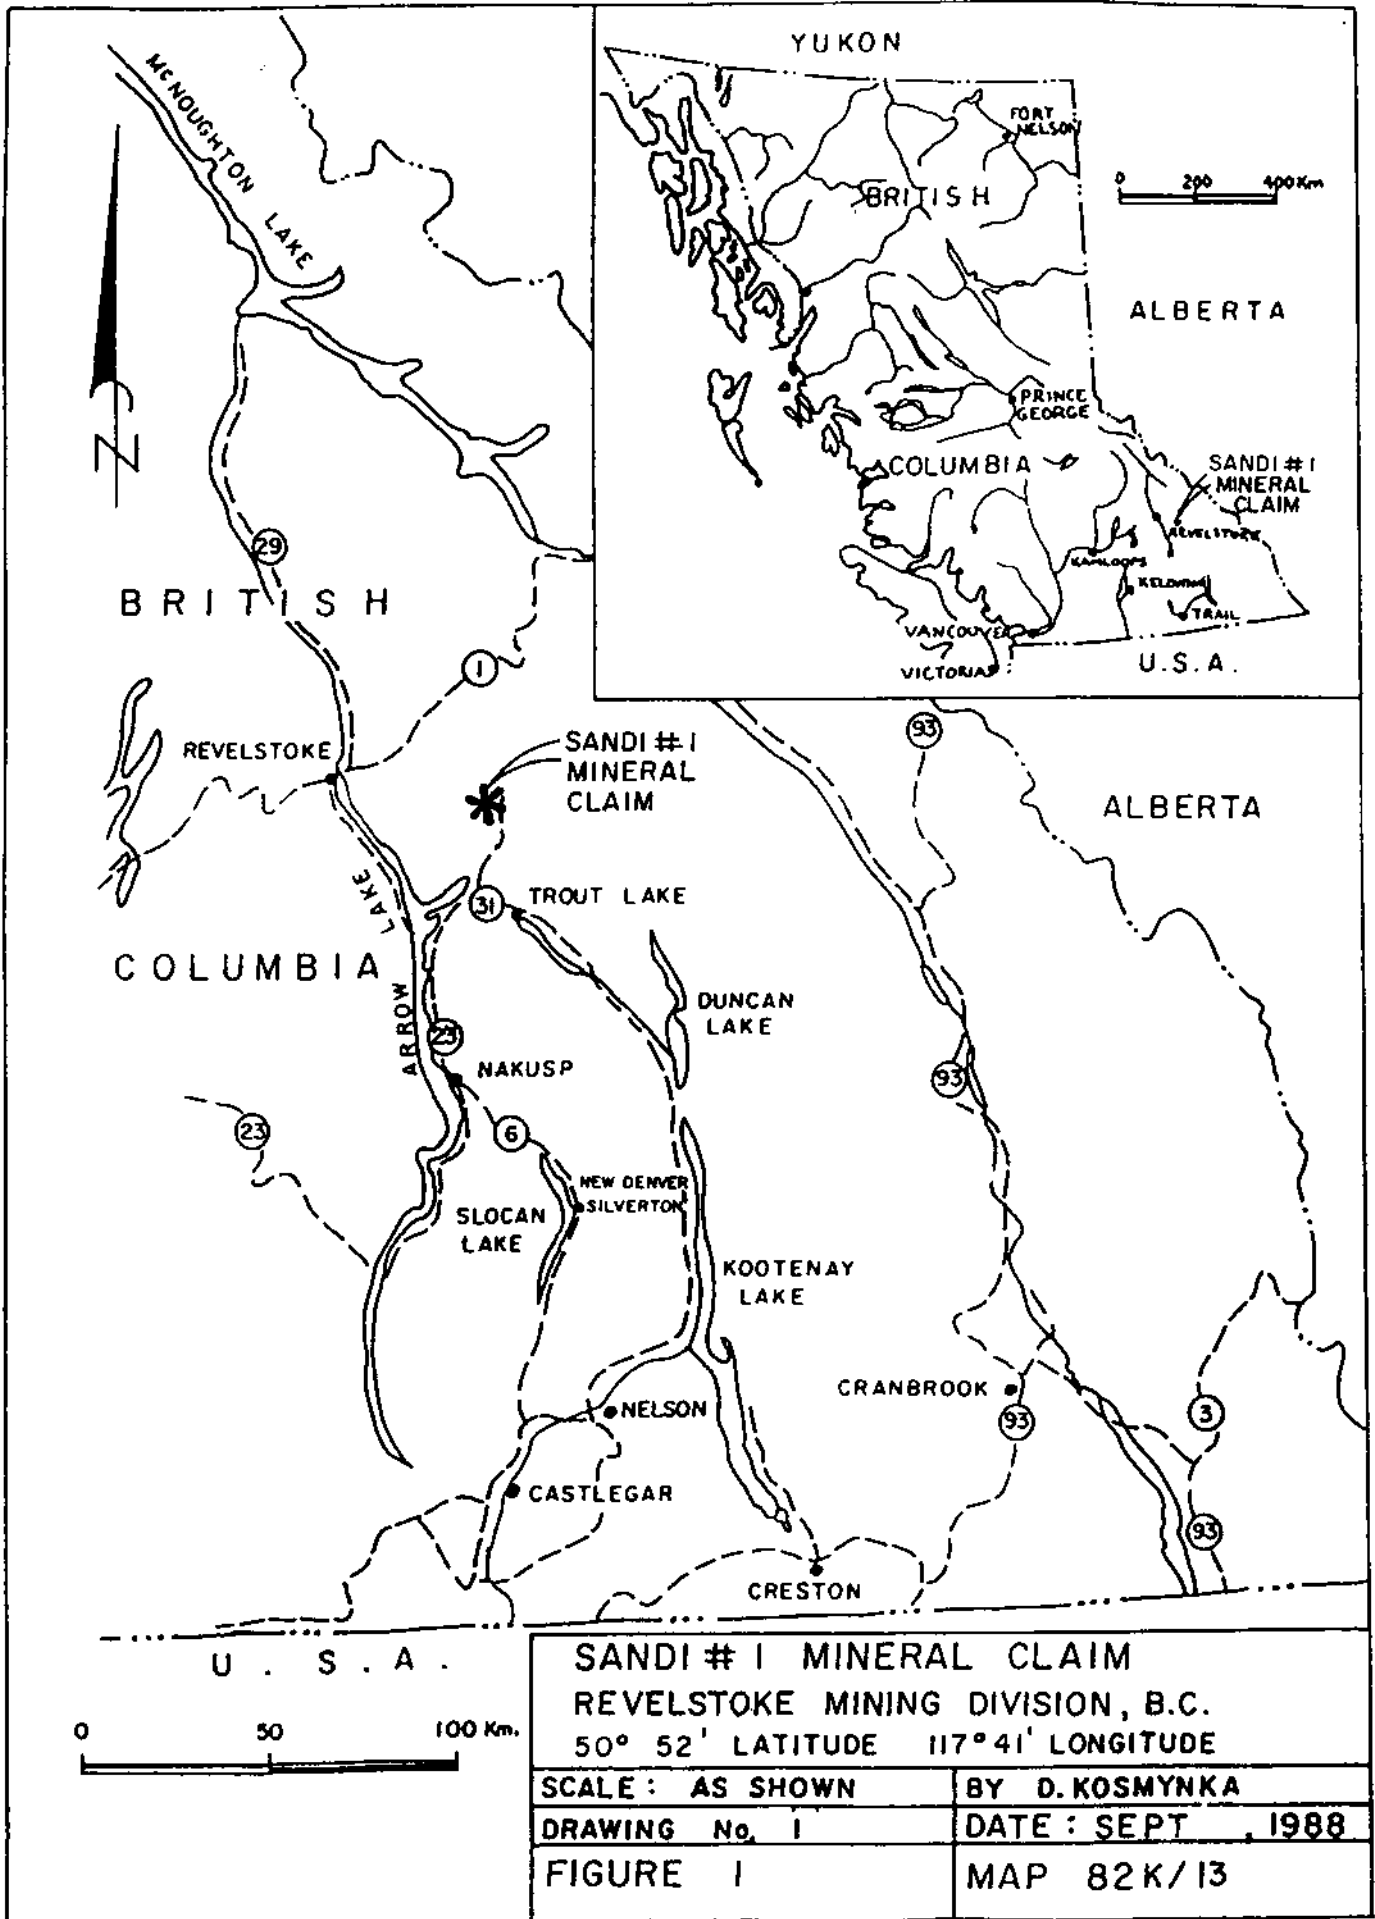 YUKON
FORT
NELSON
BRITISH
0 200 400Km
ALBERTA
PRINCE
GEORGE
COLUMBIA
SANDI #1
MINERAL
CLAIM
REVELSTOKE
KAMLOOPS
KELOWNA
TRAIL
VANCOUVER
VICTORIA
U.S.A.
McNOUGHTON LAKE
N
29
BRITISH
1
93
REVELSTOKE
SANDI #1
MINERAL
CLAIM
ALBERTA
31
TROUT LAKE
COLUMBIA
ARROW LAKE
DUNCAN
LAKE
23
NAKUSP
93
23
6
NEW DENVER
SILVERTON
SLOCAN
LAKE
KOOTENAY
LAKE
CRANBROOK
93
3
NELSON
CASTLEGAR
93
CRESTON
U.S.A.
0 50 100 Km.
SANDI #1 MINERAL CLAIM
REVELSTOKE MINING DIVISION, B.C.
50° 52' LATITUDE 117° 41' LONGITUDE
SCALE: AS SHOWN
BY D. KOSMYNKA
DRAWING No. 1
DATE: SEPT , 1988
FIGURE 1
MAP 82K/13